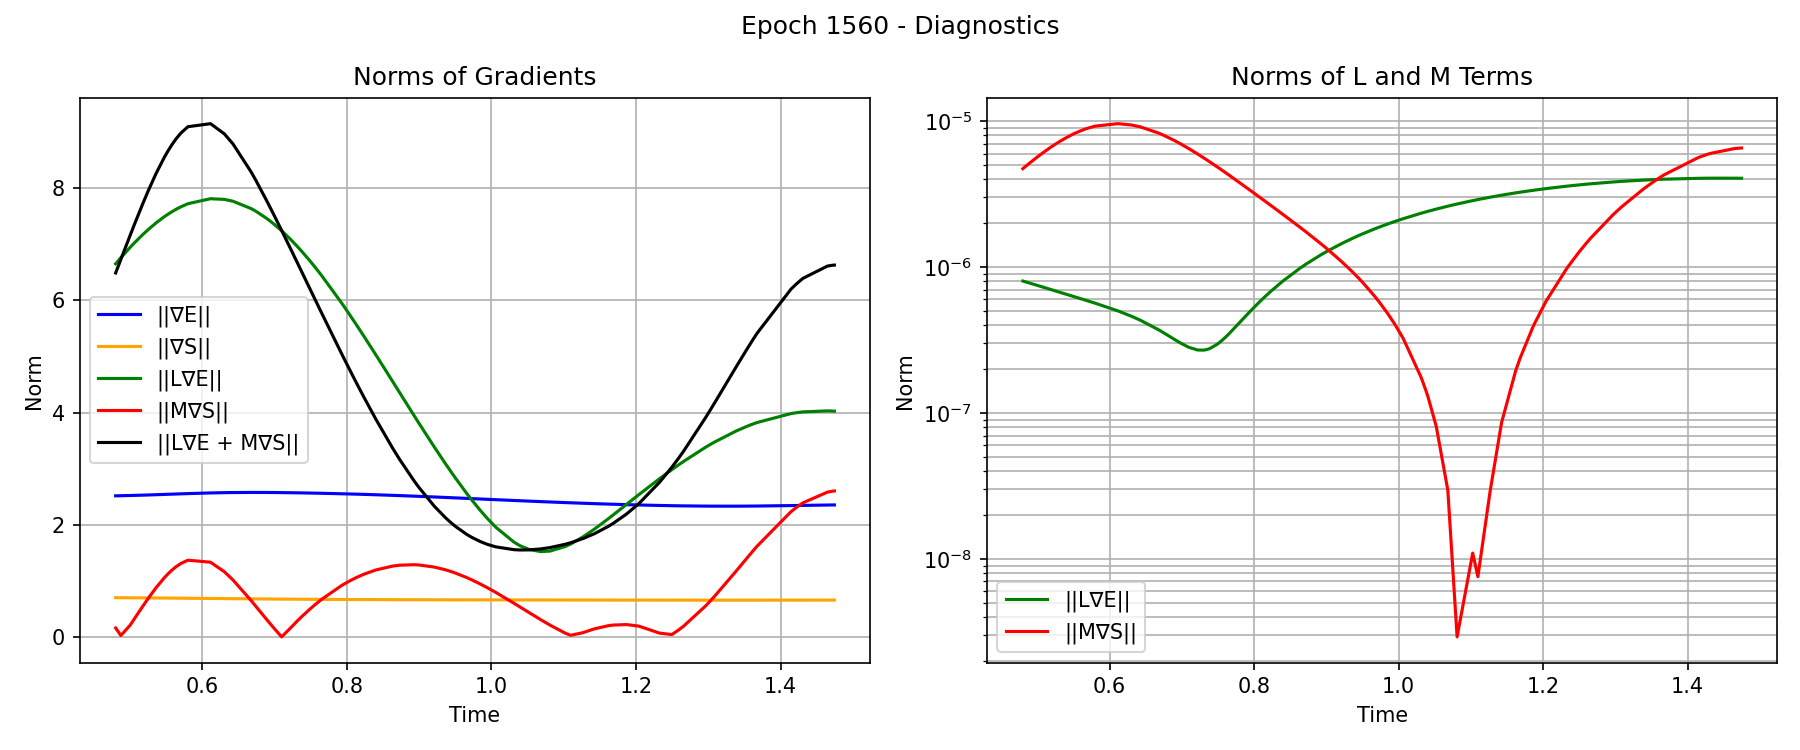 Epoch 1560 - Diagnostics
Norms of Gradients
Norm
8
6
4
2
0
||∇E||
||∇S||
||L∇E||
||M∇S||
||L∇E + M∇S||
0.6 0.8 1.0 1.2 1.4
Time
Norms of L and M Terms
Norm
10⁻⁵
10⁻⁶
10⁻⁷
10⁻⁸
||L∇E||
||M∇S||
0.6 0.8 1.0 1.2 1.4
Time